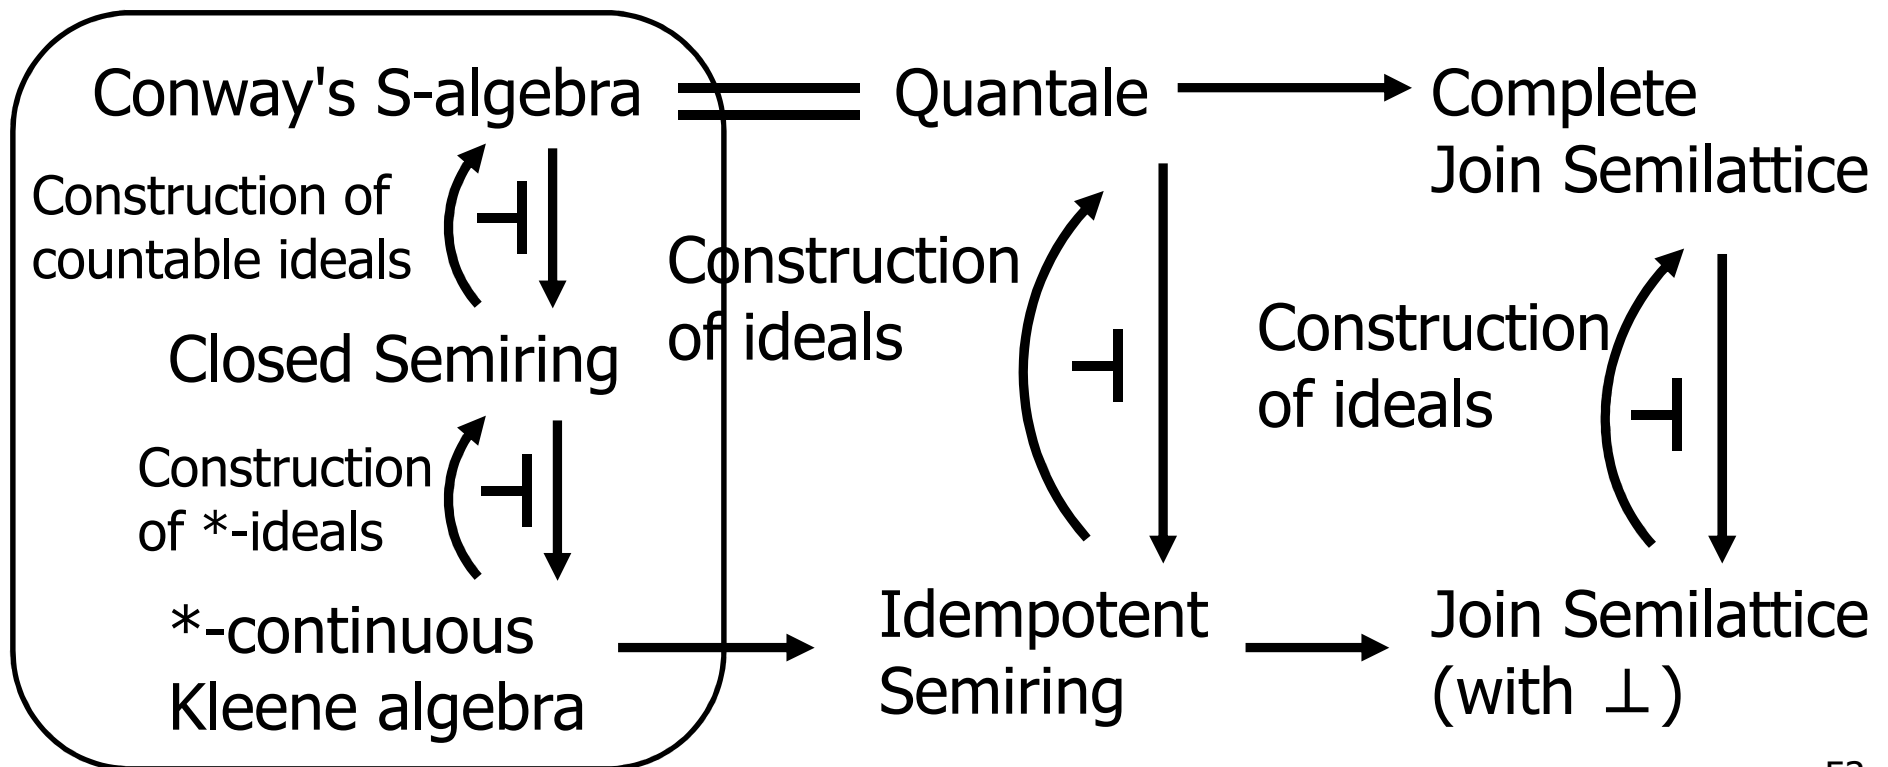 Conway's S-algebra
Quantale
Complete
Join Semilattice
Construction of
countable ideals
Construction
of ideals
Construction
of ideals
Closed Semiring
Construction
of *-ideals
*-continuous
Kleene algebra
Idempotent
Semiring
Join Semilattice
(with ⊥)